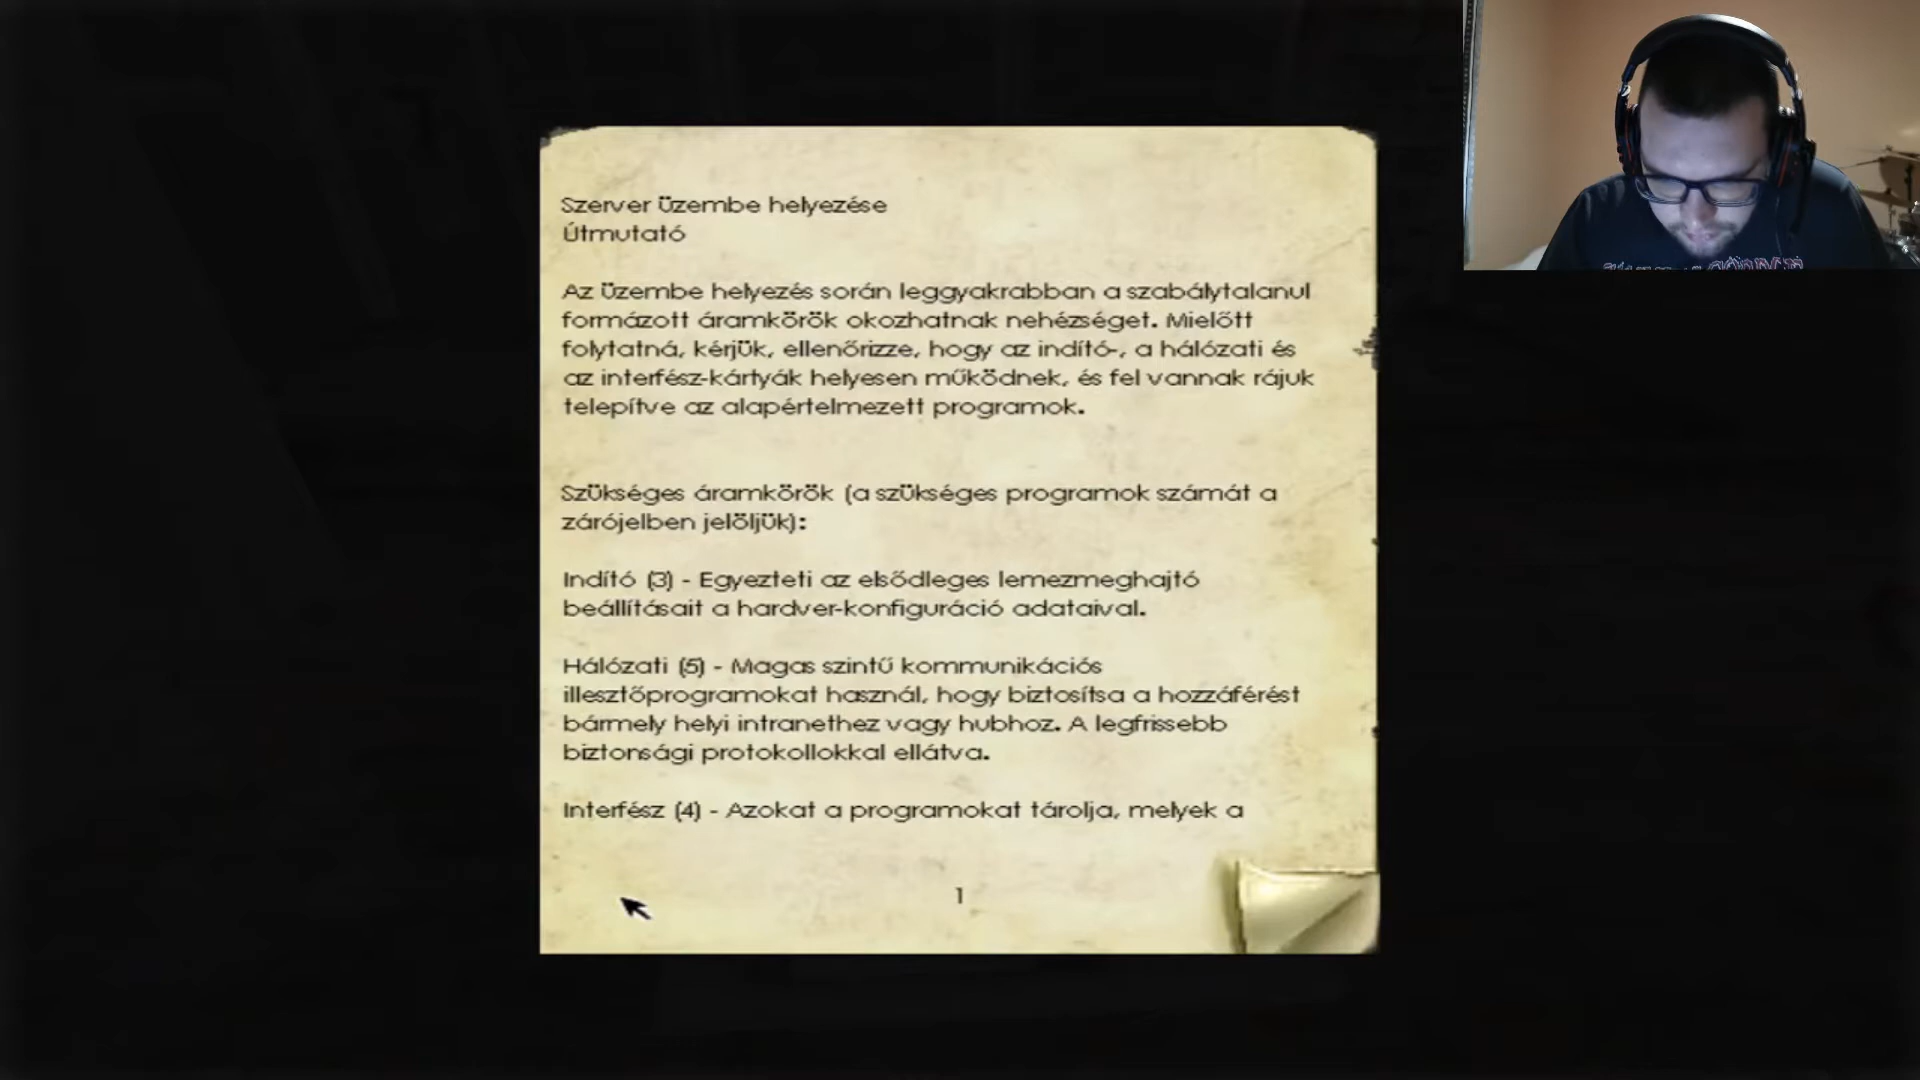 Szerver üzembe helyezése
Útmutató
Az üzembe helyezés során leggyakrabban a szabálytalanul
formázott áramkörök okozhatnak nehézséget. Mielőtt
folytatná, kérjük, ellenőrizze, hogy az indító-, a hálózati és
az interfész-kártyák helyesen működnek, és fel vannak rájuk
telepítve az alapértelmezett programok.
Szükséges áramkörök (a szükséges programok számát a
zárójelben jelöljük):
Indító (3) - Egyezteti az elsődleges lemezmeghajtó
beállításait a hardver-konfiguráció adataival.
Hálózati (5) - Magas szintű kommunikációs
illesztőprogramokat használ, hogy biztosítsa a hozzáférést
bármely helyi intranethez vagy hubhoz. A legfrissebb
biztonsági protokollokkal ellátva.
Interfész (4) - Azokat a programokat tárolja, melyek a
1